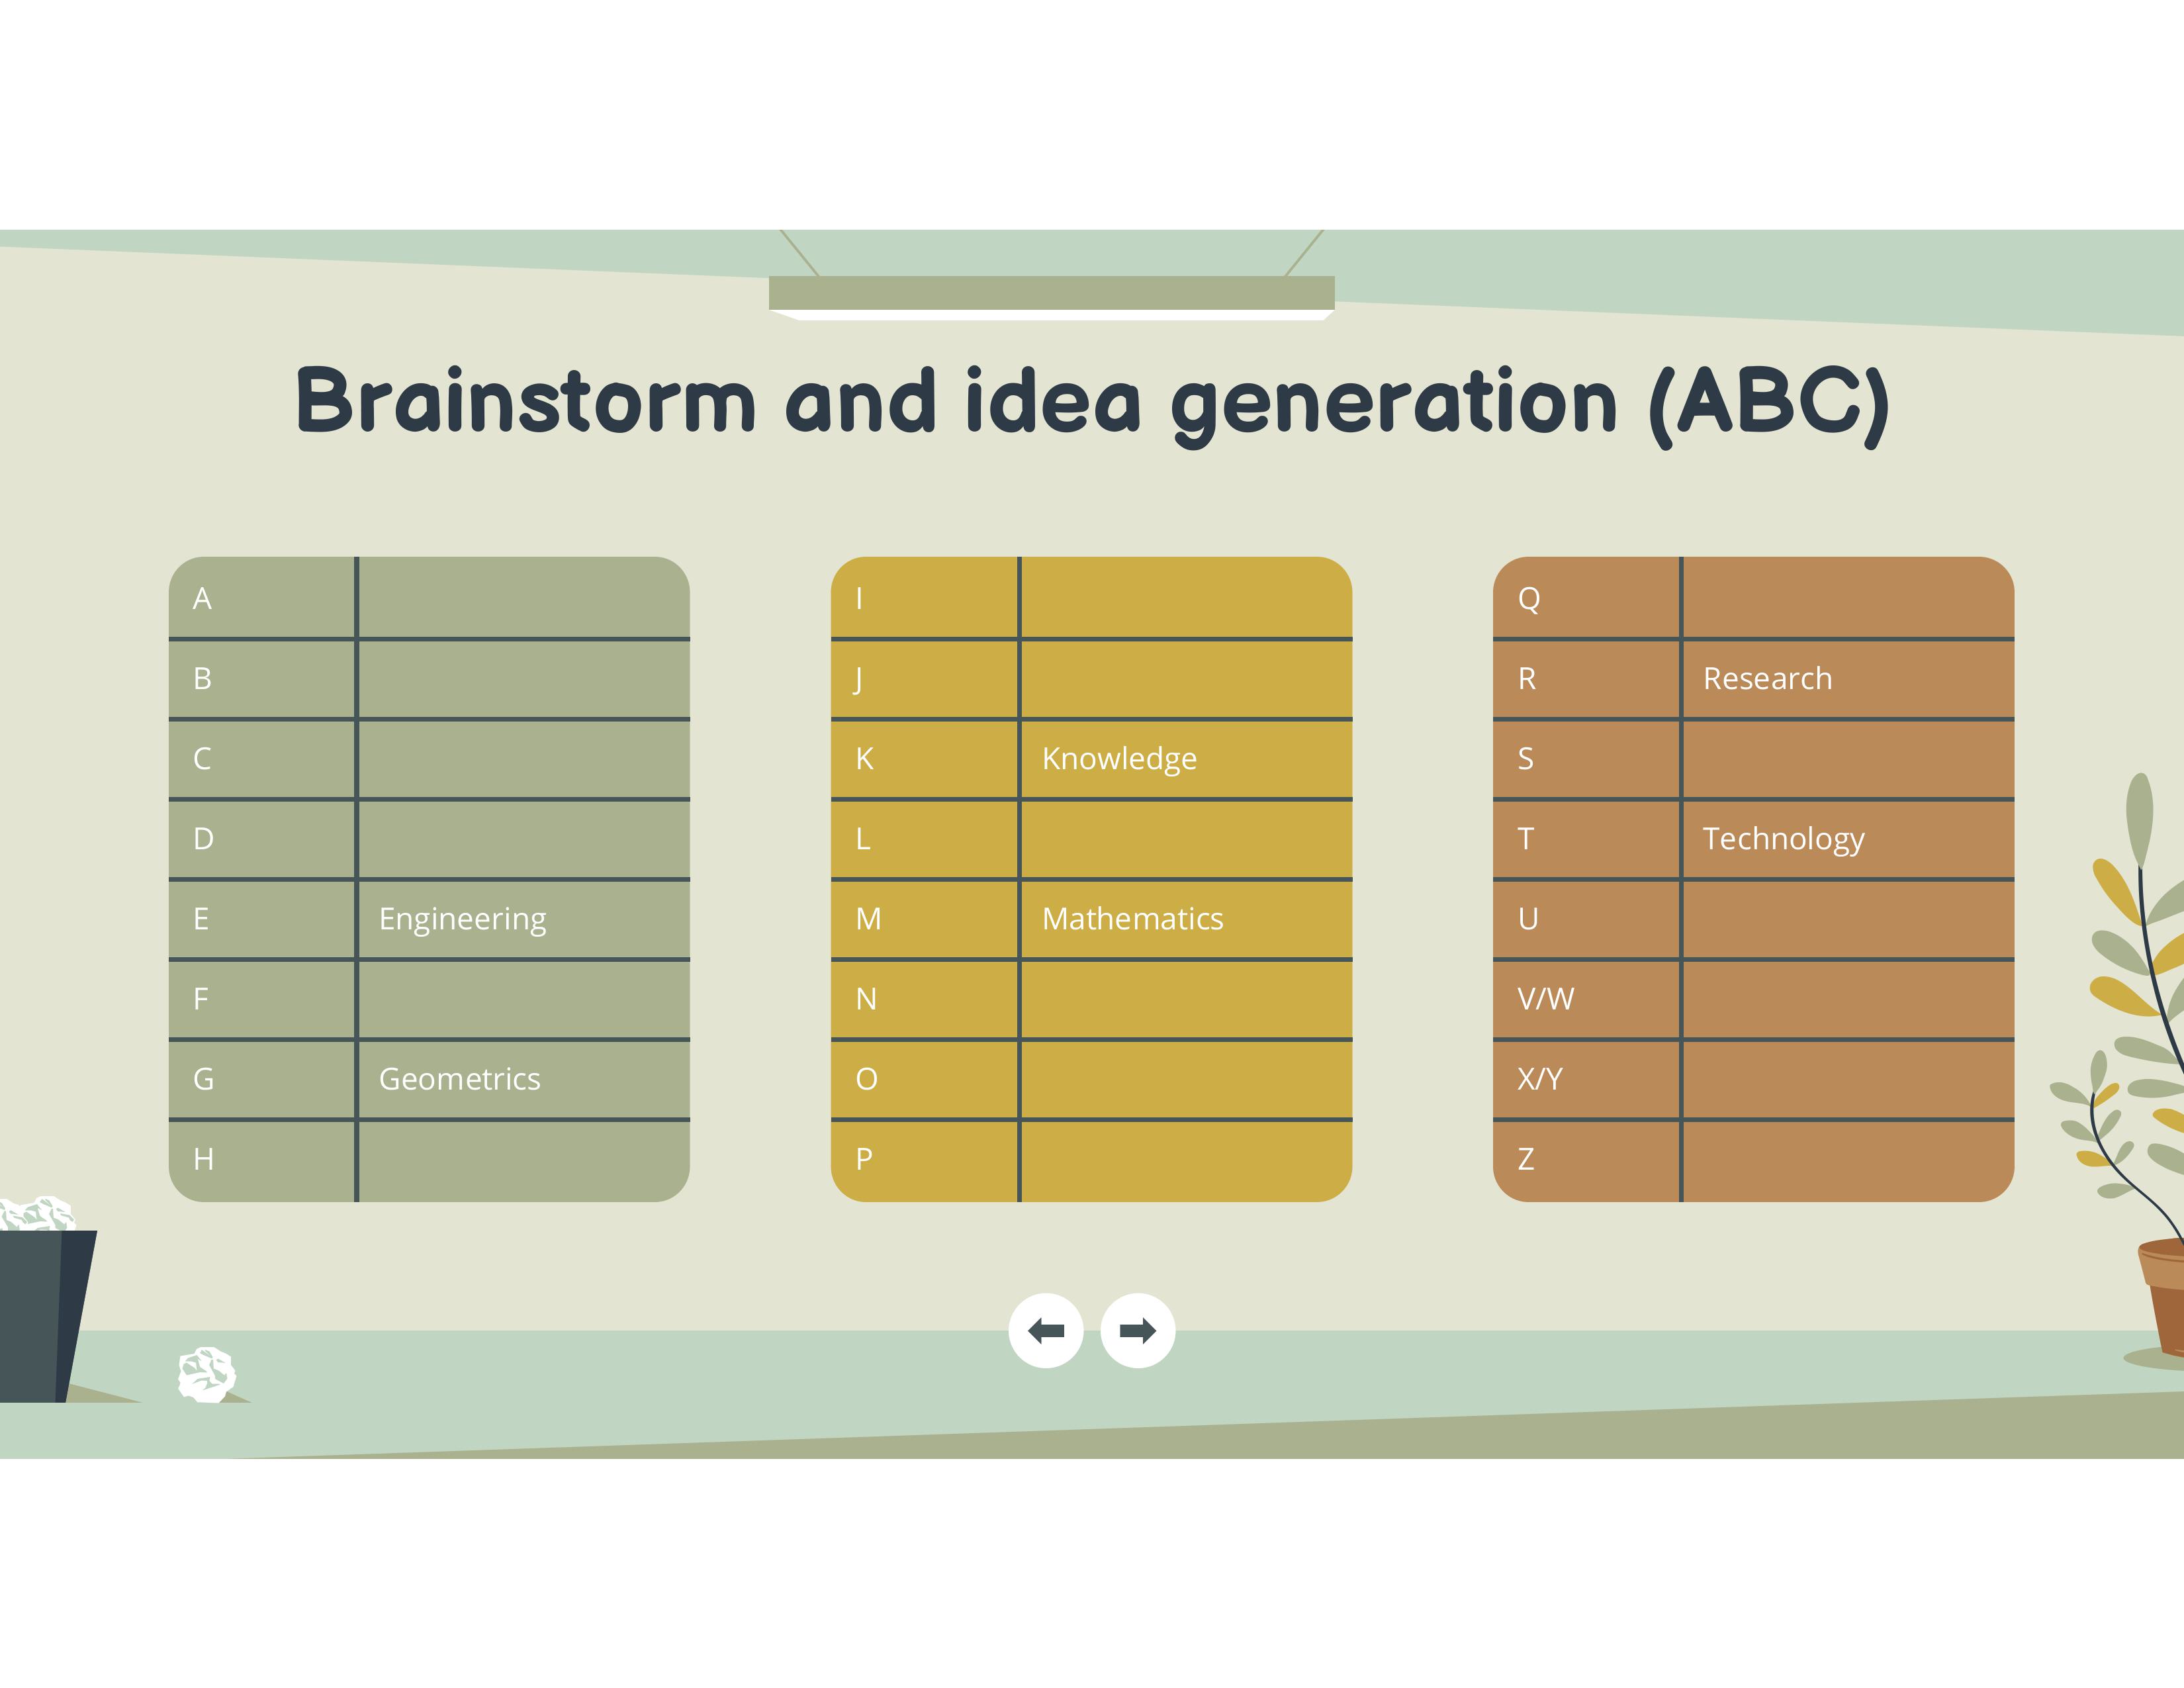 Brainstorm and idea generation (ABC)
A
B
C
D
E Engineering
F
G Geometrics
H
I
J
K Knowledge
L
M Mathematics
N
O
P
Q
R Research
S
T Technology
U
V/W
X/Y
Z